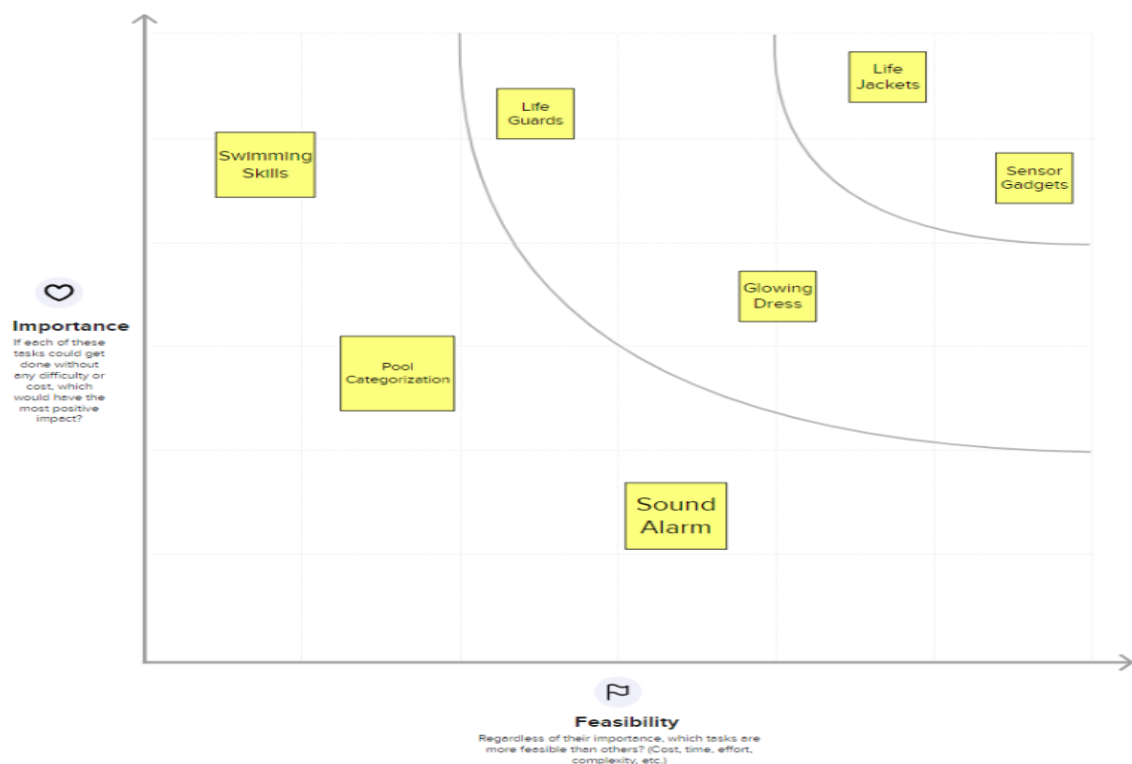 Life
Jackets
Life
Guards
Swimming
Skills
Sensor
Gadgets
Glowing
Dress
Pool
Categorization
Sound
Alarm
Importance
If each of these
tasks could get
done without
any difficulty or
cost, which
would have the
most positive
impact?
Feasibility
Regardless of their importance, which tasks are
more feasible than others? (Cost, time, effort,
complexity, etc.)